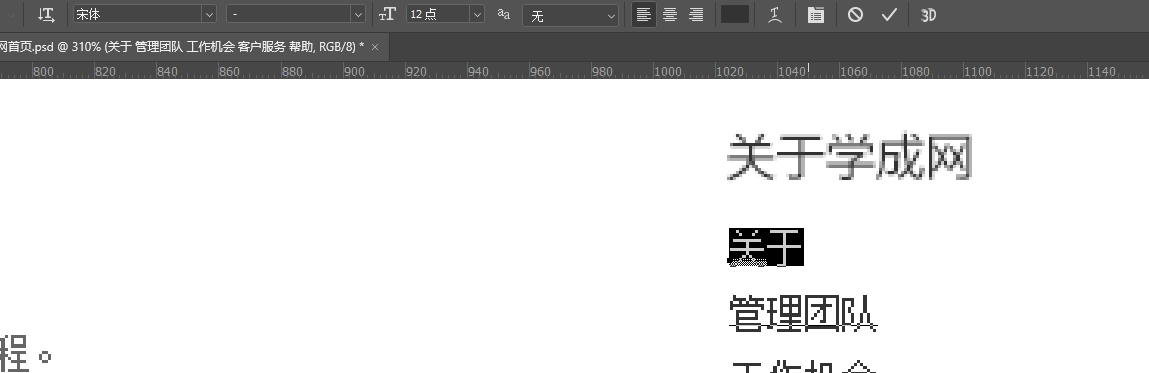 宋体 - 12 点 aa 无 3D
网首页.psd @ 310% (关于 管理团队 工作机会 客户服务 帮助, RGB/8) * ×
800 820 840 860 880 900 920 940 960 980 1000 1020 1040 1060 1080 1100 1120 1140
关于学成网
关于
管理团队
程。
工作机会